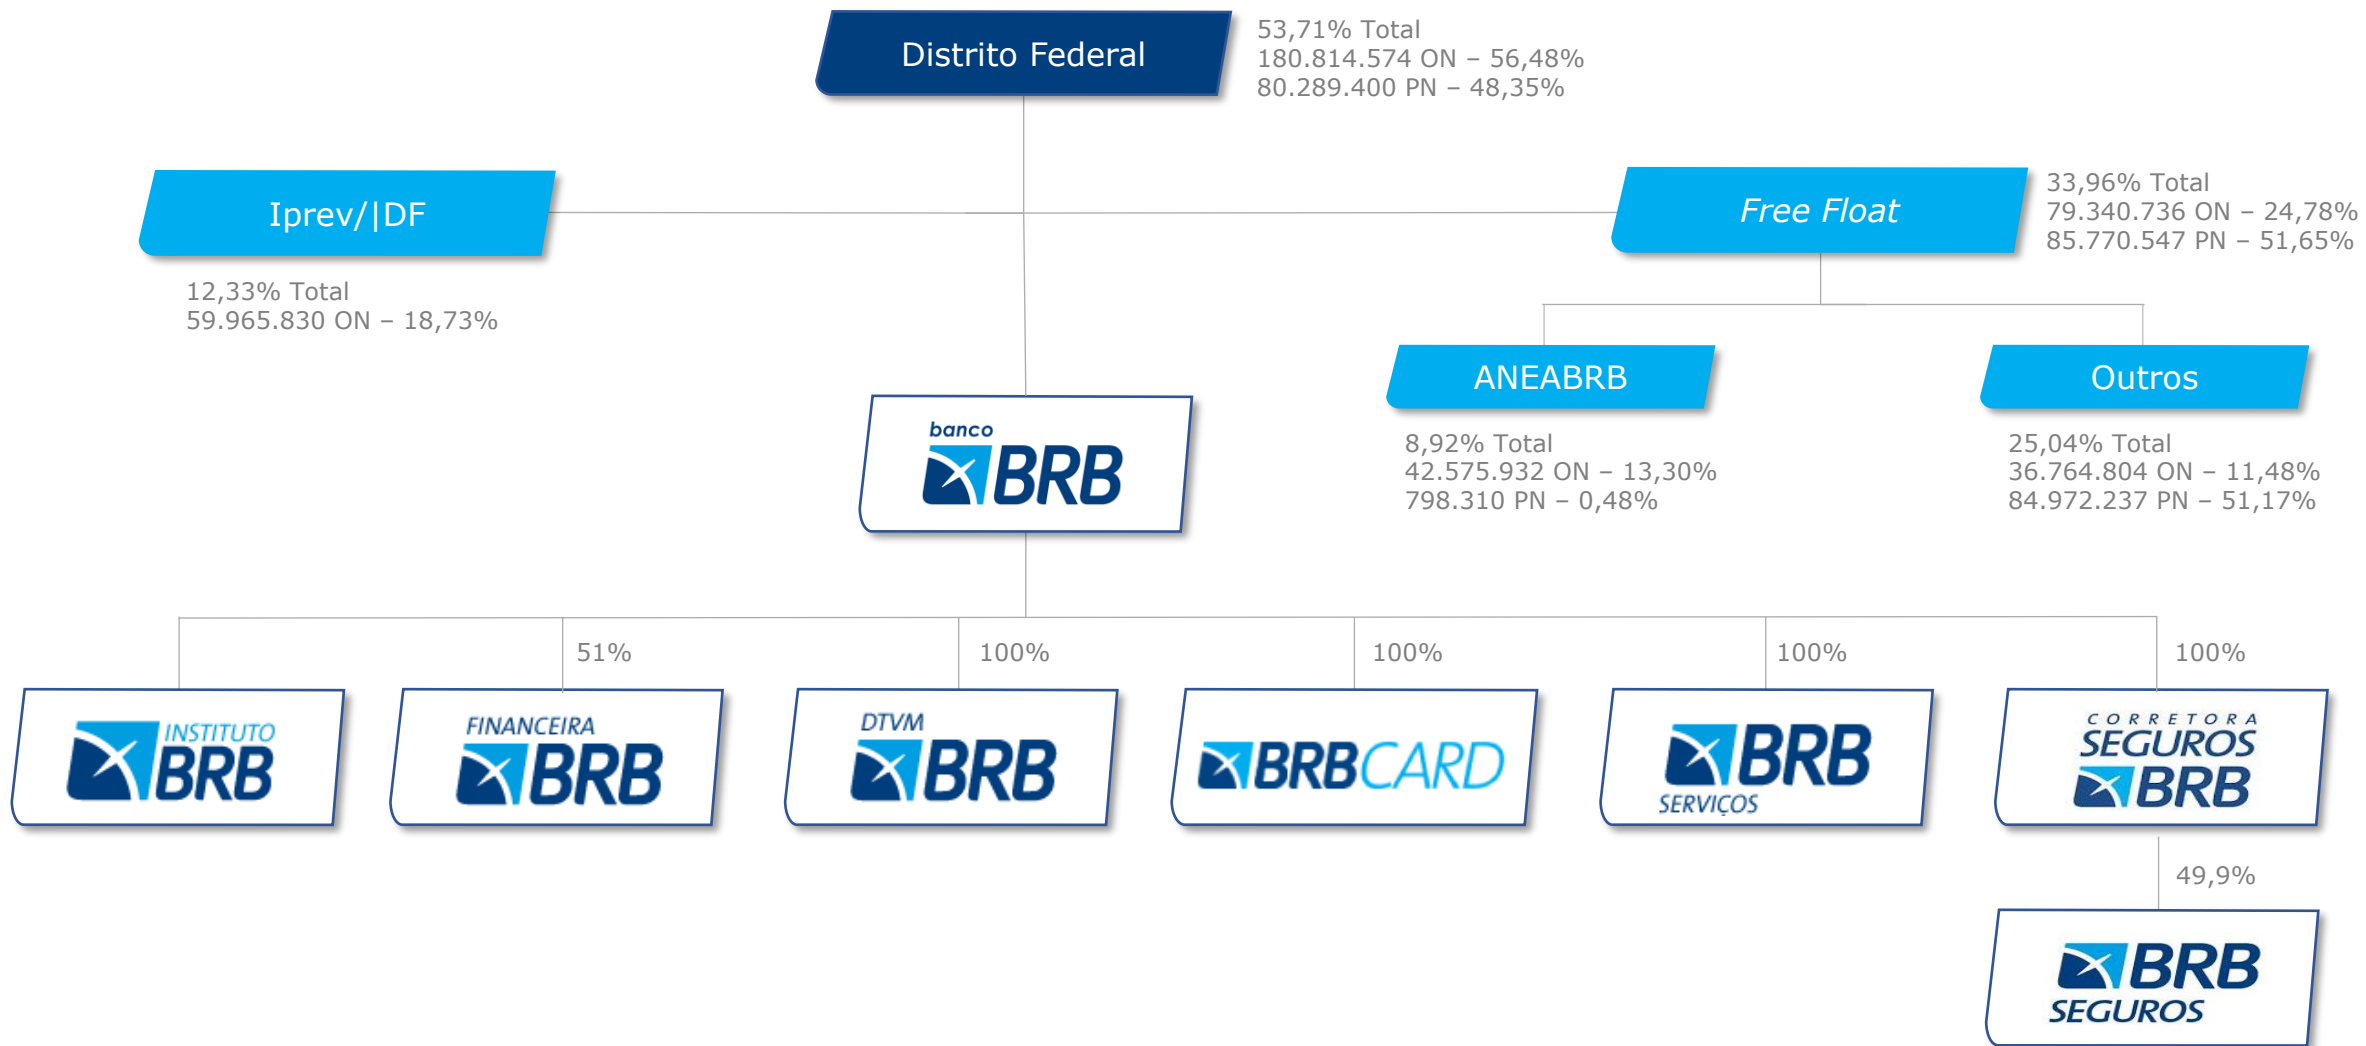 Distrito Federal
53,71% Total
180.814.574 ON – 56,48%
80.289.400 PN – 48,35%
Iprev/|DF
12,33% Total
59.965.830 ON – 18,73%
Free Float
33,96% Total
79.340.736 ON – 24,78%
85.770.547 PN – 51,65%
ANEABRB
8,92% Total
42.575.932 ON – 13,30%
798.310 PN – 0,48%
Outros
25,04% Total
36.764.804 ON – 11,48%
84.972.237 PN – 51,17%
banco
BRB
51%
100%
100%
100%
100%
INSTITUTO
BRB
FINANCEIRA
BRB
DTVM
BRB
BRBCARD
BRB
SERVIÇOS
CORRETORA
SEGUROS
BRB
49,9%
BRB
SEGUROS